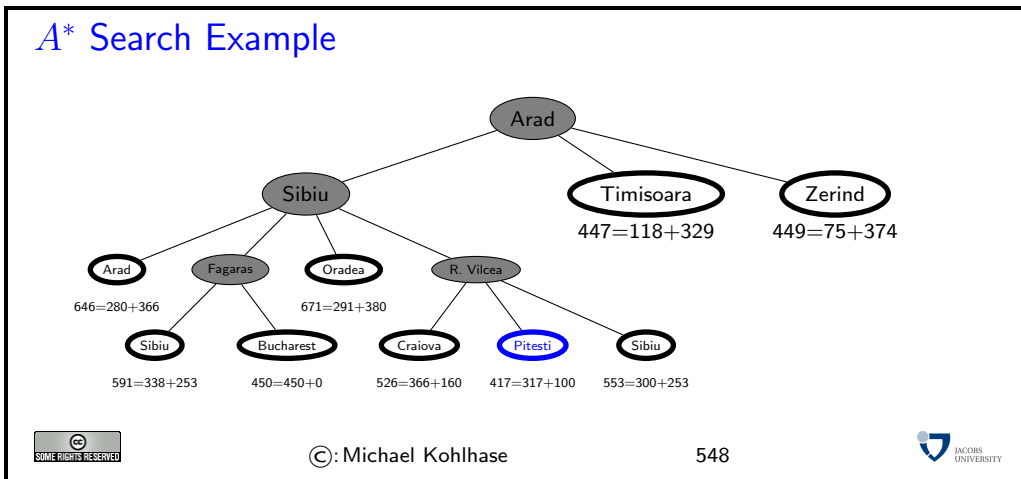 A* Search Example
Arad
Sibiu
Timisoara
Zerind
447=118+329
449=75+374
Arad
Fagaras
Oradea
R. Vilcea
646=280+366
671=291+380
Sibiu
Bucharest
Craiova
Pitesti
Sibiu
591=338+253
450=450+0
526=366+160
417=317+100
553=300+253
cc
SOME RIGHTS RESERVED
©: Michael Kohlhase
548
JACOBS
UNIVERSITY